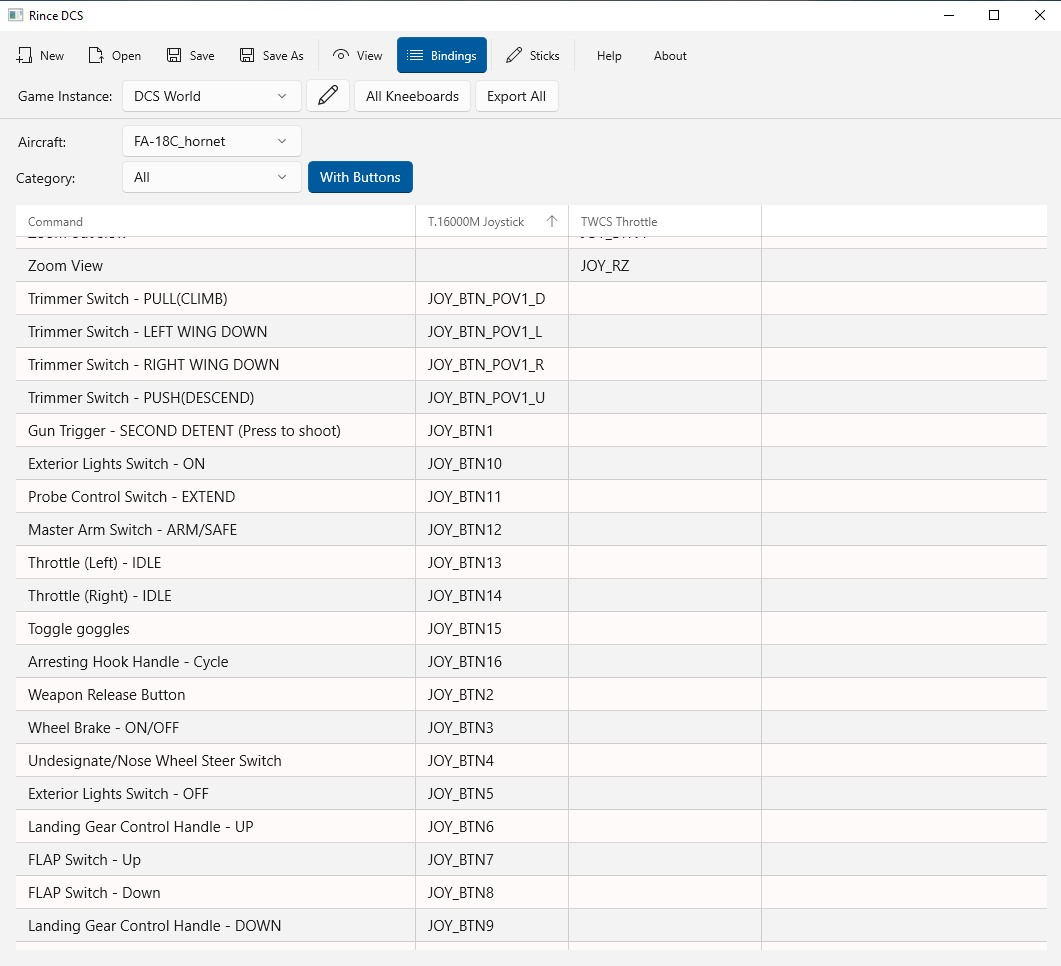 Rince DCS
New Open Save Save As View Bindings Sticks Help About
Game Instance: DCS World All Kneeboards Export All
Aircraft: FA-18C_hornet
Category: All With Buttons
Command T.16000M Joystick TWCS Throttle
Zoom View JOY_RZ
Trimmer Switch - PULL(CLIMB) JOY_BTN_POV1_D
Trimmer Switch - LEFT WING DOWN JOY_BTN_POV1_L
Trimmer Switch - RIGHT WING DOWN JOY_BTN_POV1_R
Trimmer Switch - PUSH(DESCEND) JOY_BTN_POV1_U
Gun Trigger - SECOND DETENT (Press to shoot) JOY_BTN1
Exterior Lights Switch - ON JOY_BTN10
Probe Control Switch - EXTEND JOY_BTN11
Master Arm Switch - ARM/SAFE JOY_BTN12
Throttle (Left) - IDLE JOY_BTN13
Throttle (Right) - IDLE JOY_BTN14
Toggle goggles JOY_BTN15
Arresting Hook Handle - Cycle JOY_BTN16
Weapon Release Button JOY_BTN2
Wheel Brake - ON/OFF JOY_BTN3
Undesignate/Nose Wheel Steer Switch JOY_BTN4
Exterior Lights Switch - OFF JOY_BTN5
Landing Gear Control Handle - UP JOY_BTN6
FLAP Switch - Up JOY_BTN7
FLAP Switch - Down JOY_BTN8
Landing Gear Control Handle - DOWN JOY_BTN9